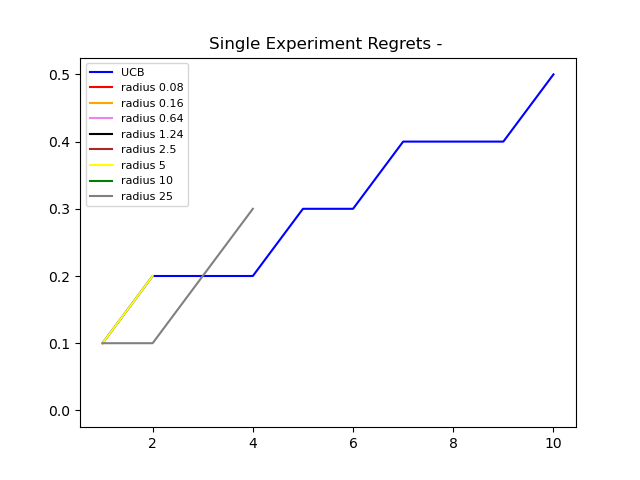 Single Experiment Regrets -
0.5
0.4
0.3
0.2
0.1
0.0
UCB
radius 0.08
radius 0.16
radius 0.64
radius 1.24
radius 2.5
radius 5
radius 10
radius 25
2 4 6 8 10